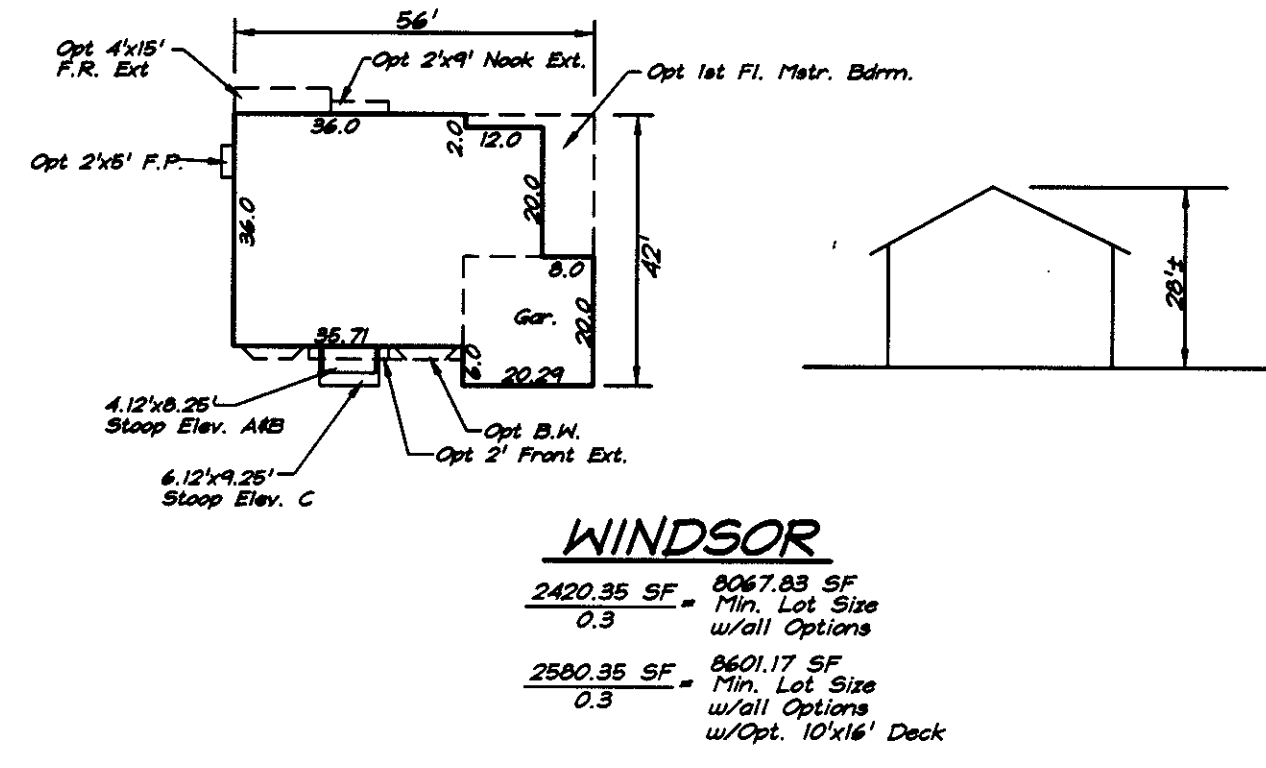 56'
Opt 4'x15'
F.R. Ext
Opt 2'x9' Nook Ext.
Opt 1st Fl. Mstr. Bdrm.
36.0
2.0
12.0
Opt 2'x5' F.P.
36.0
20.0
42'
8.0
28'±
Gar.
20.0
35.71
6.0
20.29
4.12'x8.25'
Stoop Elev. A&B
Opt B.W.
Opt 2' Front Ext.
6.12'x9.25'
Stoop Elev. C
WINDSOR
2420.35 SF
0.3
=
8067.83 SF
Min. Lot Size
w/all Options
2580.35 SF
0.3
=
8601.17 SF
Min. Lot Size
w/all Options
w/Opt. 10'x16' Deck